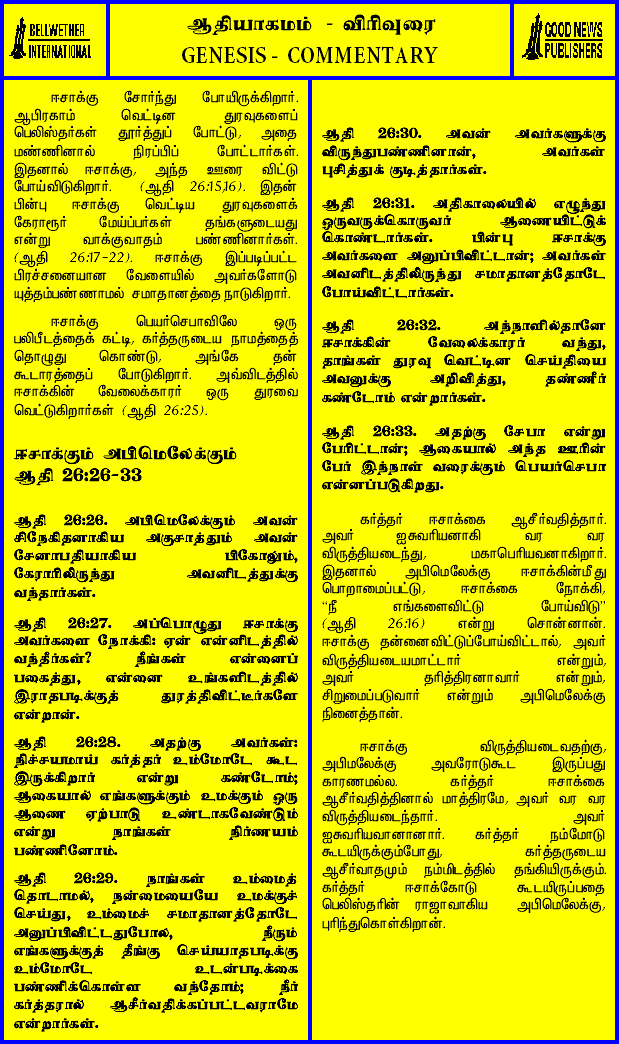 BELLWETHER
INTERNATIONAL
ஆதியாகமம் - விரிவுரை
GENESIS - COMMENTARY
GOOD NEWS
PUBLISHERS
ஈசாக்கு சோர்ந்து போயிருக்கிறார்.
ஆபிரகாம் வெட்டின துரவுகளைப்
பெலிஸ்தர்கள் தூர்த்துப் போட்டு, அதை
மண்ணினால் நிரப்பிப் போட்டார்கள்.
இதனால் ஈசாக்கு, அந்த ஊரை விட்டு
போய்விடுகிறார். (ஆதி 26:15,16). இதன்
பின்பு ஈசாக்கு வெட்டிய துரவுகளைக்
கேராரூர் மேய்ப்பர்கள் தங்களுடையது
என்று வாக்குவாதம் பண்ணினார்கள்.
(ஆதி 26:17-22). ஈசாக்கு இப்படிப்பட்ட
பிரச்சனையான வேளையில் அவர்களோடு
யுத்தம்பண்ணாமல் சமாதானத்தை நாடுகிறார்.
ஈசாக்கு பெயர்செபாவிலே ஒரு
பலிபீடத்தைக் கட்டி, கர்த்தருடைய நாமத்தைத்
தொழுது கொண்டு, அங்கே தன்
கூடாரத்தைப் போடுகிறார். அவ்விடத்தில்
ஈசாக்கின் வேலைக்காரர் ஒரு துரவை
வெட்டுகிறார்கள் (ஆதி 26:25).
ஈசாக்கும் அபிமெலேக்கும்
ஆதி 26:26-33
ஆதி 26:26. அபிமெலேக்கும் அவன்
சிநேகிதனாகிய அகுசாத்தும் அவன்
சேனாபதியாகிய பிகோலும்,
கேராரிலிருந்து அவனிடத்துக்கு
வந்தார்கள்.
ஆதி 26:27. அப்பொழுது ஈசாக்கு
அவர்களை நோக்கி: ஏன் என்னிடத்தில்
வந்தீர்கள்? நீங்கள் என்னைப்
பகைத்து, என்னை உங்களிடத்தில்
இராதபடிக்குத் துரத்திவிட்டீர்களே
என்றான்.
ஆதி 26:28. அதற்கு அவர்கள்:
நிச்சயமாய் கர்த்தர் உம்மோடே கூட
இருக்கிறார் என்று கண்டோம்;
ஆகையால் எங்களுக்கும் உமக்கும் ஒரு
ஆணை ஏற்பாடு உண்டாகவேண்டும்
என்று நாங்கள் நிர்ணயம்
பண்ணினோம்.
ஆதி 26:29. நாங்கள் உம்மைத்
தொடாமல், நன்மையையே உமக்குச்
செய்து, உம்மைச் சமாதானத்தோடே
அனுப்பிவிட்டதுபோல, நீரும்
எங்களுக்குத் தீங்கு செய்யாதபடிக்கு
உம்மோடே உடன்படிக்கை
பண்ணிக்கொள்ள வந்தோம்; நீர்
கர்த்தரால் ஆசீர்வதிக்கப்பட்டவராமே
என்றார்கள்.
ஆதி 26:30. அவன் அவர்களுக்கு
விருந்துபண்ணினான், அவர்கள்
புசித்துக் குடித்தார்கள்.
ஆதி 26:31. அதிகாலையில் எழுந்து
ஒருவருக்கொருவர் ஆணையிட்டுக்
கொண்டார்கள். பின்பு ஈசாக்கு
அவர்களை அனுப்பிவிட்டான்; அவர்கள்
அவனிடத்திலிருந்து சமாதானத்தோடே
போய்விட்டார்கள்.
ஆதி 26:32. அந்நாளில்தானே
ஈசாக்கின் வேலைக்காரர் வந்து,
தாங்கள் துரவு வெட்டின செய்தியை
அவனுக்கு அறிவித்து, தண்ணீர்
கண்டோம் என்றார்கள்.
ஆதி 26:33. அதற்கு சேபா என்று
பேரிட்டான்; ஆகையால் அந்த ஊரின்
பேர் இந்நாள் வரைக்கும் பெயர்செபா
என்னப்படுகிறது.
கர்த்தர் ஈசாக்கை ஆசீர்வதித்தார்.
அவர் ஐசுவரியனாகி வர வர
விருத்தியடைந்து, மகாபெரியவனாகிறார்.
இதனால் அபிமெலேக்கு ஈசாக்கின்மீது
பொறாமைப்பட்டு, ஈசாக்கை நோக்கி,
“நீ எங்களைவிட்டு போய்விடு”
(ஆதி 26:16) என்று சொன்னான்.
ஈசாக்கு தன்னைவிட்டுப்போய்விட்டால், அவர்
விருத்தியடையமாட்டார் என்றும்,
அவர் தரித்திரனாவார் என்றும்,
சிறுமைப்படுவார் என்றும் அபிமெலேக்கு
நினைத்தான்.
ஈசாக்கு விருத்தியடைவதற்கு,
அபிமலேக்கு அவரோடுகூட இருப்பது
காரணமல்ல. கர்த்தர் ஈசாக்கை
ஆசீர்வதித்தினால் மாத்திரமே, அவர் வர வர
விருத்தியடைந்தார். அவர்
ஐசுவரியவானானார். கர்த்தர் நம்மோடு
கூடயிருக்கும்போது, கர்த்தருடைய
ஆசீர்வாதமும் நம்மிடத்தில் தங்கியிருக்கும்.
கர்த்தர் ஈசாக்கோடு கூடயிருப்பதை
பெலிஸ்தரின் ராஜாவாகிய அபிமெலேக்கு,
புரிந்துகொள்கிறான்.